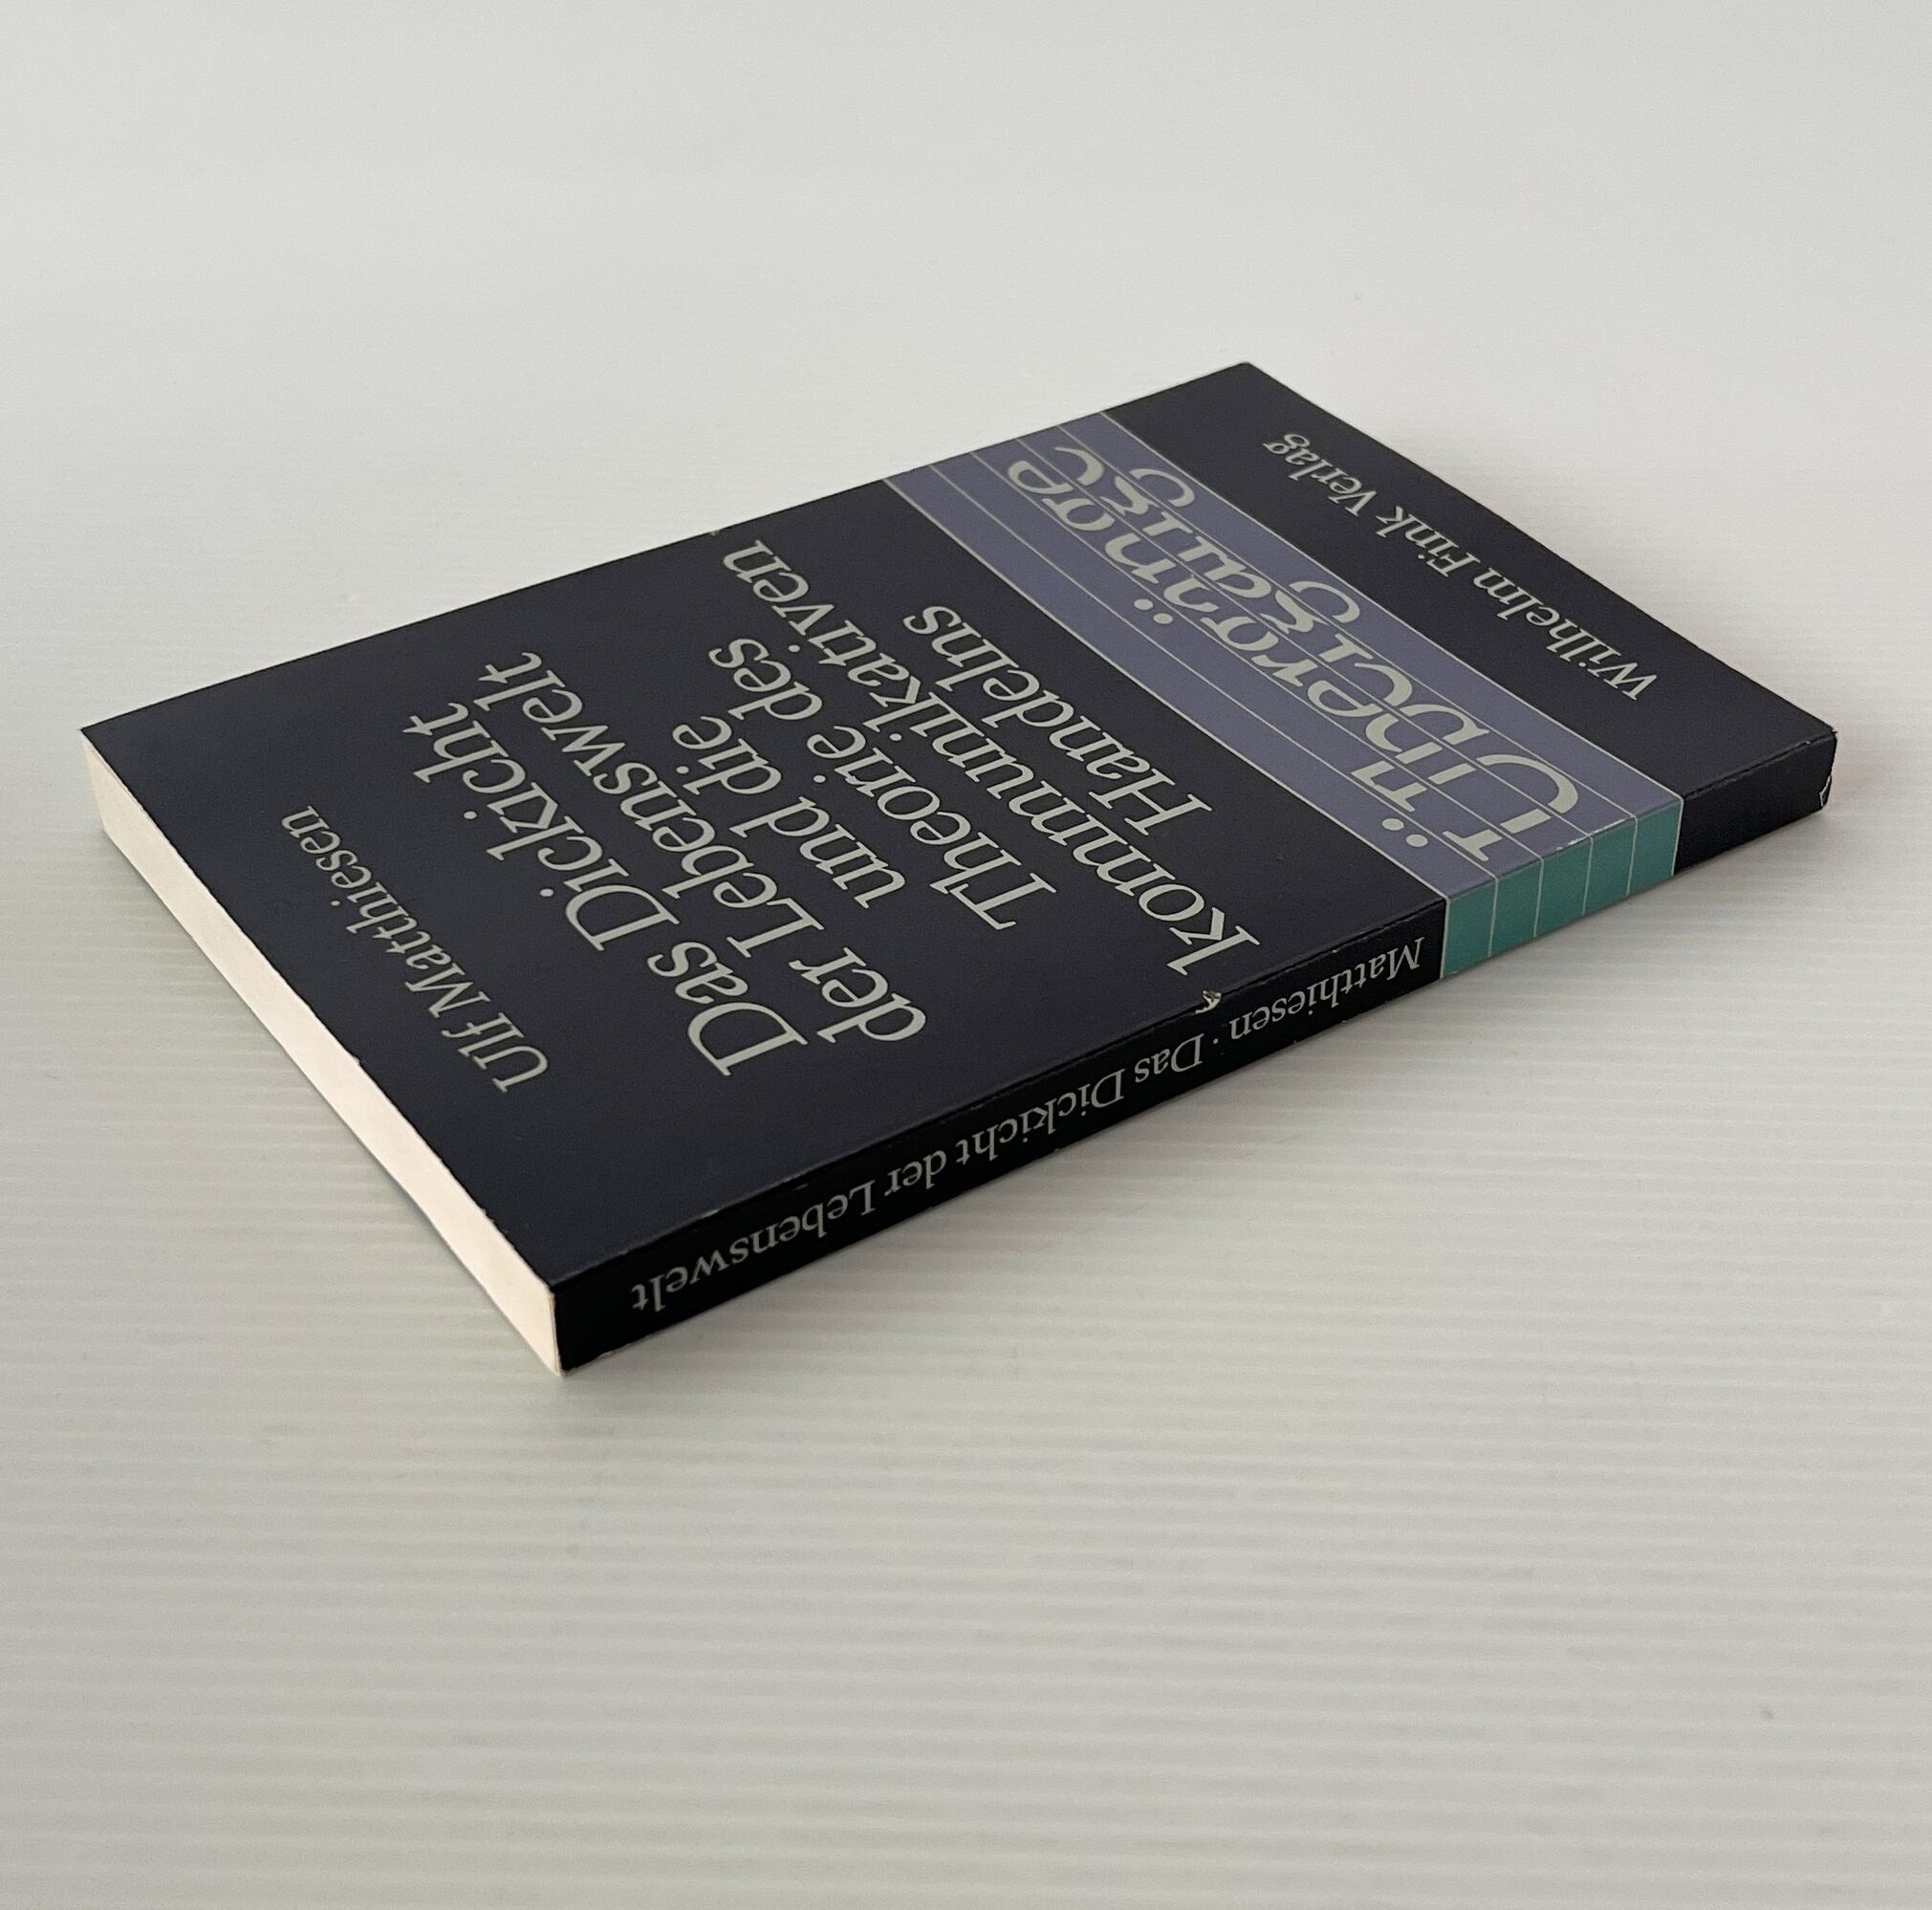 Ulf Matthiesen
Das Dickicht
der Lebenswelt
und die
Theorie des
kommunikativen
Handelns
Übergänge
Wilhelm Fink Verlag
Matthiesen · Das Dickicht der Lebenswelt